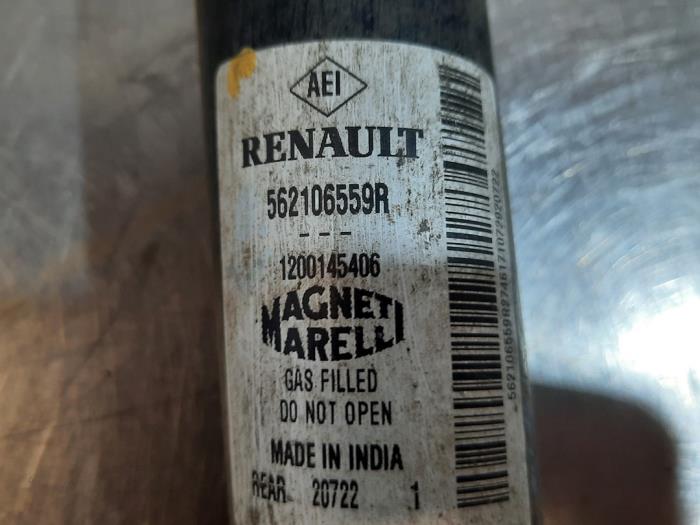 AEI
RENAULT
562106559R
- - -
1200145406
MAGNETI
MARELLI
GAS FILLED
DO NOT OPEN
MADE IN INDIA
REAR 20722 1